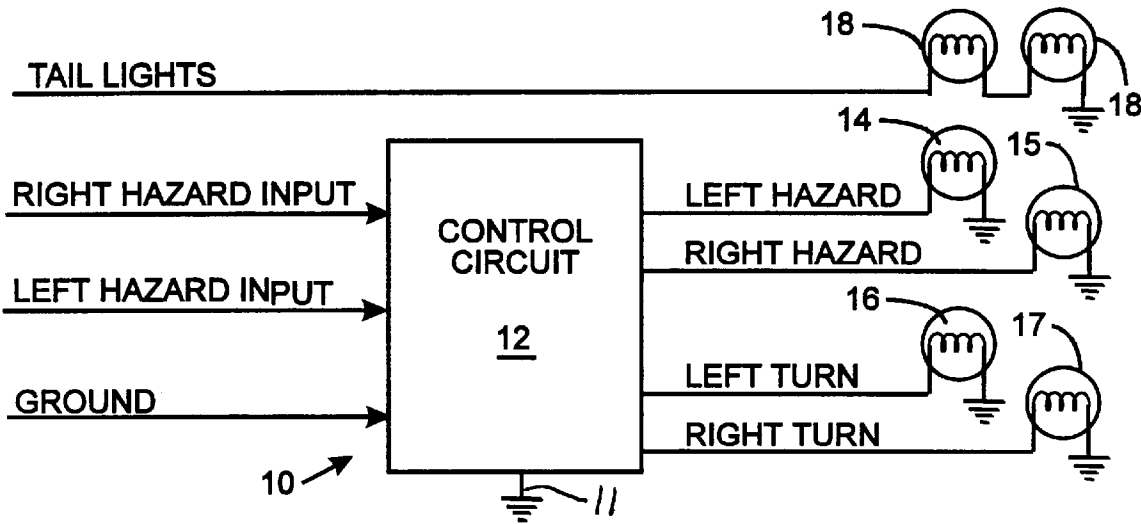 18
TAIL LIGHTS
18
14
15
RIGHT HAZARD INPUT
LEFT HAZARD
CONTROL
CIRCUIT
RIGHT HAZARD
LEFT HAZARD INPUT
16
17
12
LEFT TURN
GROUND
RIGHT TURN
10
11